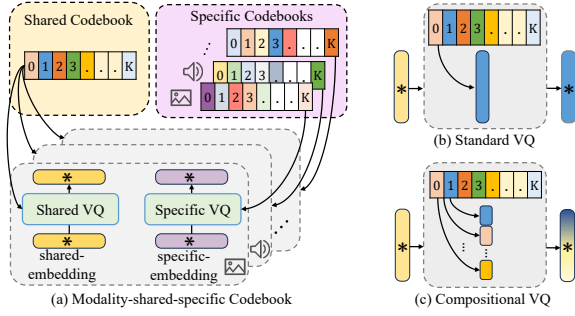 Shared Codebook
0 1 2 3 . . . K
Specific Codebooks
0 1 2 3 . . . K
0 1 2 3 . . K
0 1 2 3 . . . K
* *
Shared VQ
Specific VQ
* *
shared-
embedding
specific-
embedding
(a) Modality-shared-specific Codebook
0 1 2 3 . . . K
* *
(b) Standard VQ
0 1 2 3 . . . K
* *
(c) Compositional VQ